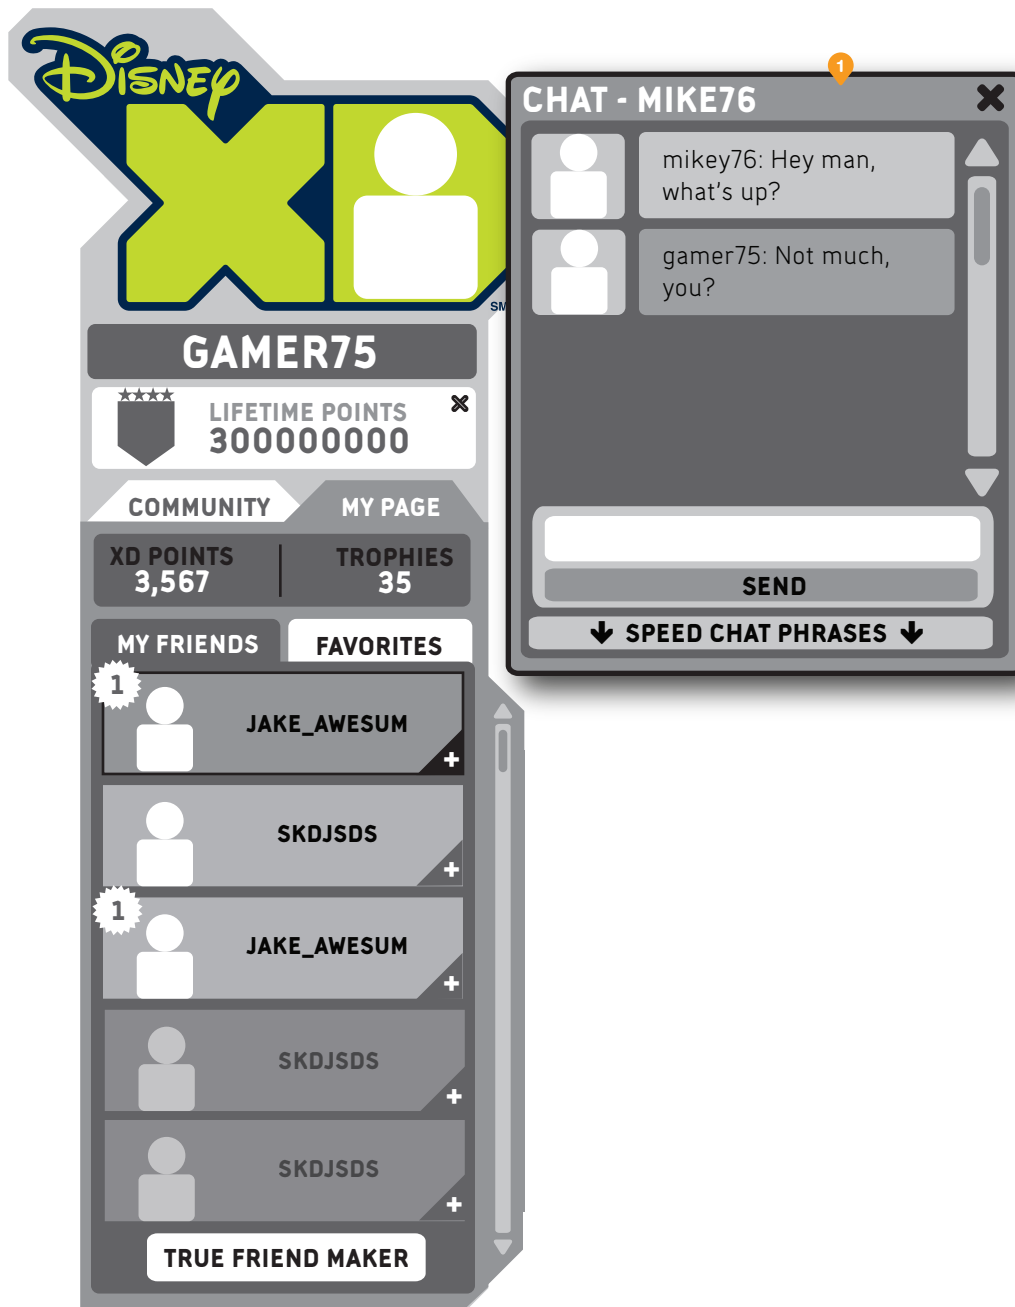 DISNEY
XD
SM
GAMER75
★★★★
LIFETIME POINTS
300000000
COMMUNITY
MY PAGE
XD POINTS
3,567
TROPHIES
35
MY FRIENDS
FAVORITES
1
JAKE_AWESUM
+
SKDJSDS
+
1
JAKE_AWESUM
+
SKDJSDS
+
SKDJSDS
+
TRUE FRIEND MAKER
1
CHAT - MIKE76
mikey76: Hey man,
what's up?
gamer75: Not much,
you?
SEND
SPEED CHAT PHRASES